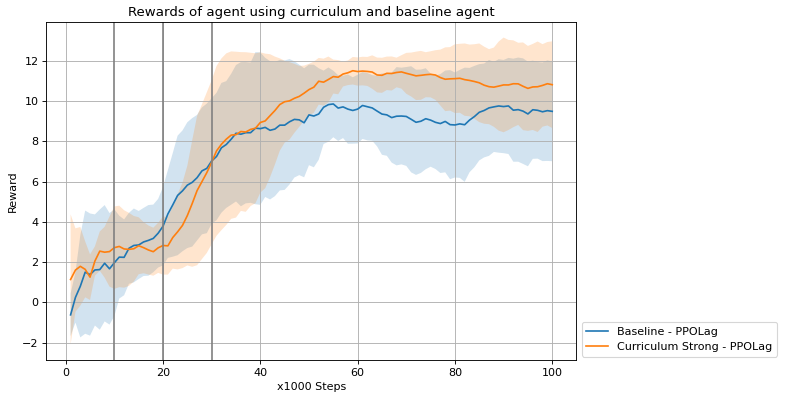 Rewards of agent using curriculum and baseline agent
Reward
12
10
8
6
4
2
0
−2
0 20 40 60 80 100
x1000 Steps
Baseline - PPOLag
Curriculum Strong - PPOLag